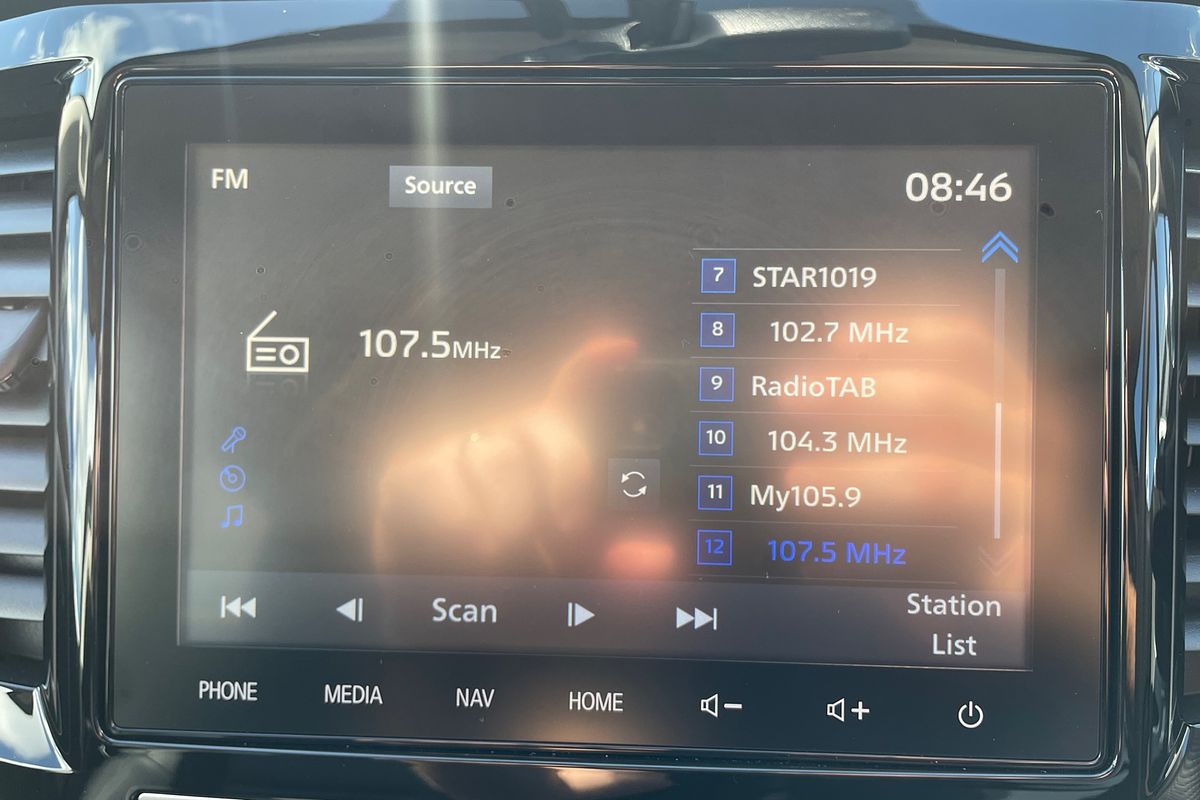 FM
Source
08:46
107.5MHz
7 STAR1019
8 102.7 MHz
9 RadioTAB
10 104.3 MHz
11 My105.9
12 107.5 MHz
Scan
Station
List
PHONE MEDIA NAV HOME